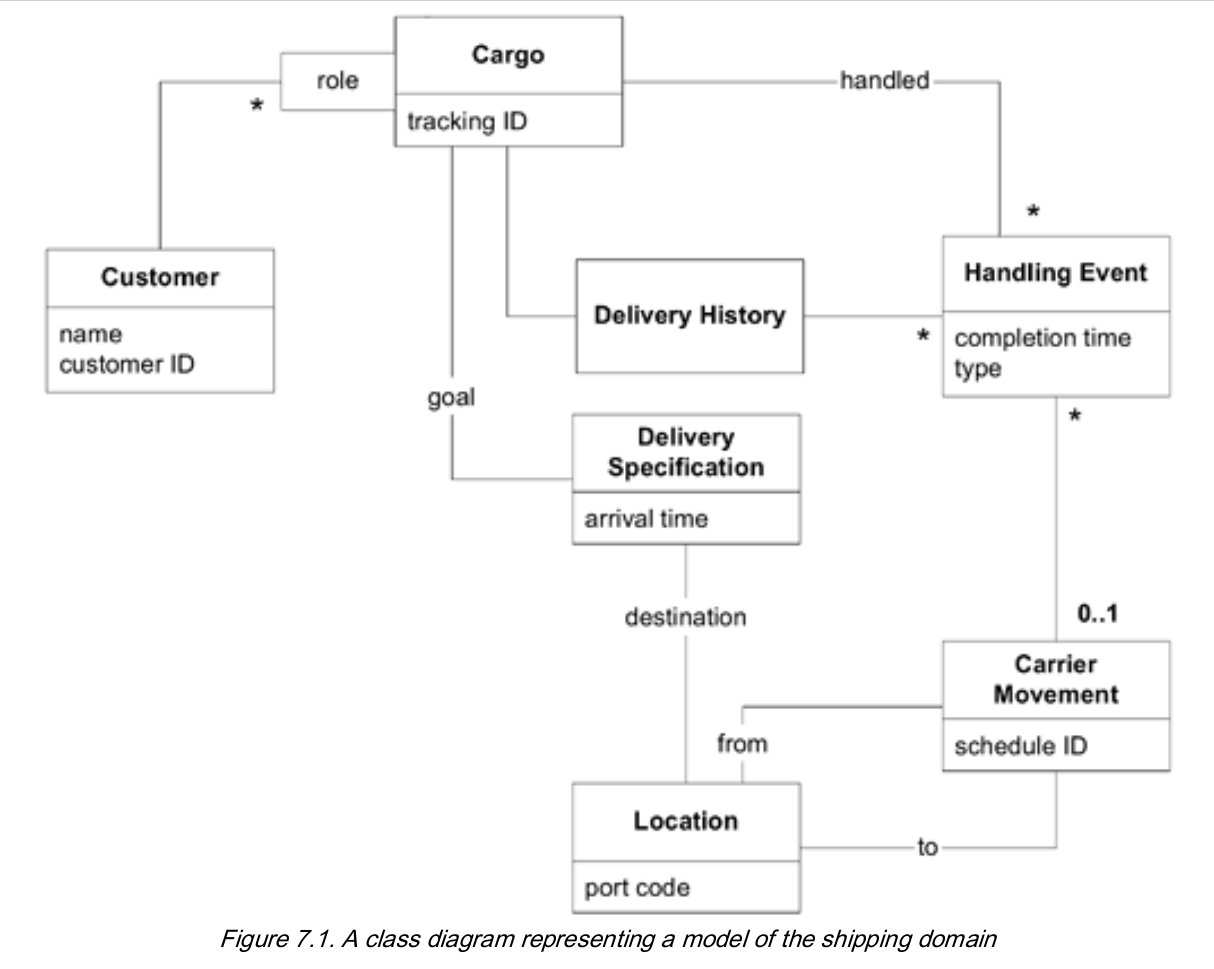 Cargo
role
handled
*
tracking ID
*
Customer
Handling Event
name
customer ID
Delivery History
*
completion time
type
goal
*
Delivery
Specification
arrival time
destination
0..1
Carrier
Movement
from
schedule ID
Location
to
port code
Figure 7.1. A class diagram representing a model of the shipping domain